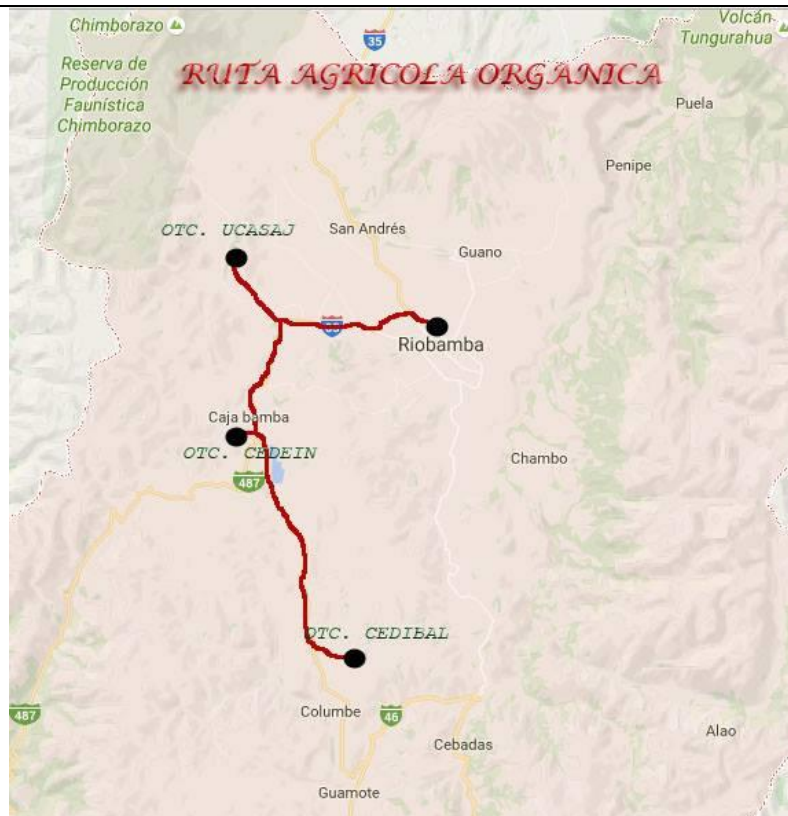 Chimborazo
Volcán
Tungurahua
35
RUTA AGRICOLA ORGANICA
Reserva de
Producción
Faunística
Chimborazo
Puela
Penipe
OTC. UCASAJ
San Andrés
Guano
Riobamba
Caja bamba
OTC. CEDEIN
Chambo
487
OTC. CEDIBAL
487
Columbe
46
Cebadas
Alao
Guamote